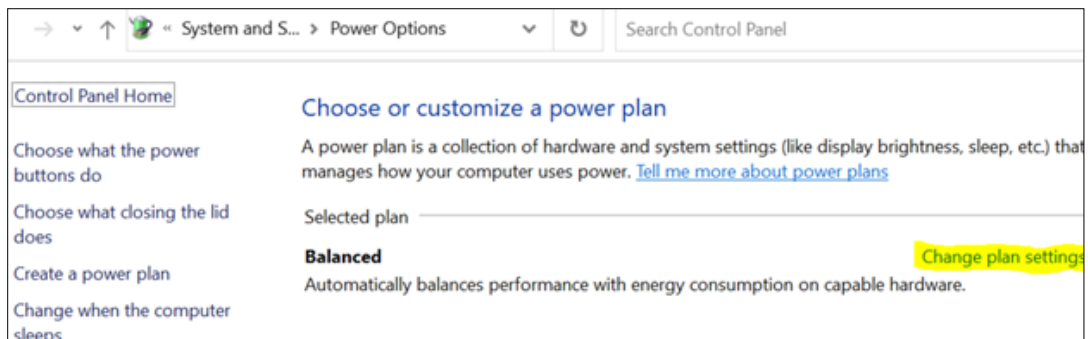 « System and S... > Power Options
Search Control Panel
Control Panel Home
Choose what the power
buttons do
Choose what closing the lid
does
Create a power plan
Change when the computer
sleeps
Choose or customize a power plan
A power plan is a collection of hardware and system settings (like display brightness, sleep, etc.) that
manages how your computer uses power. Tell me more about power plans
Selected plan
Balanced
Change plan settings
Automatically balances performance with energy consumption on capable hardware.